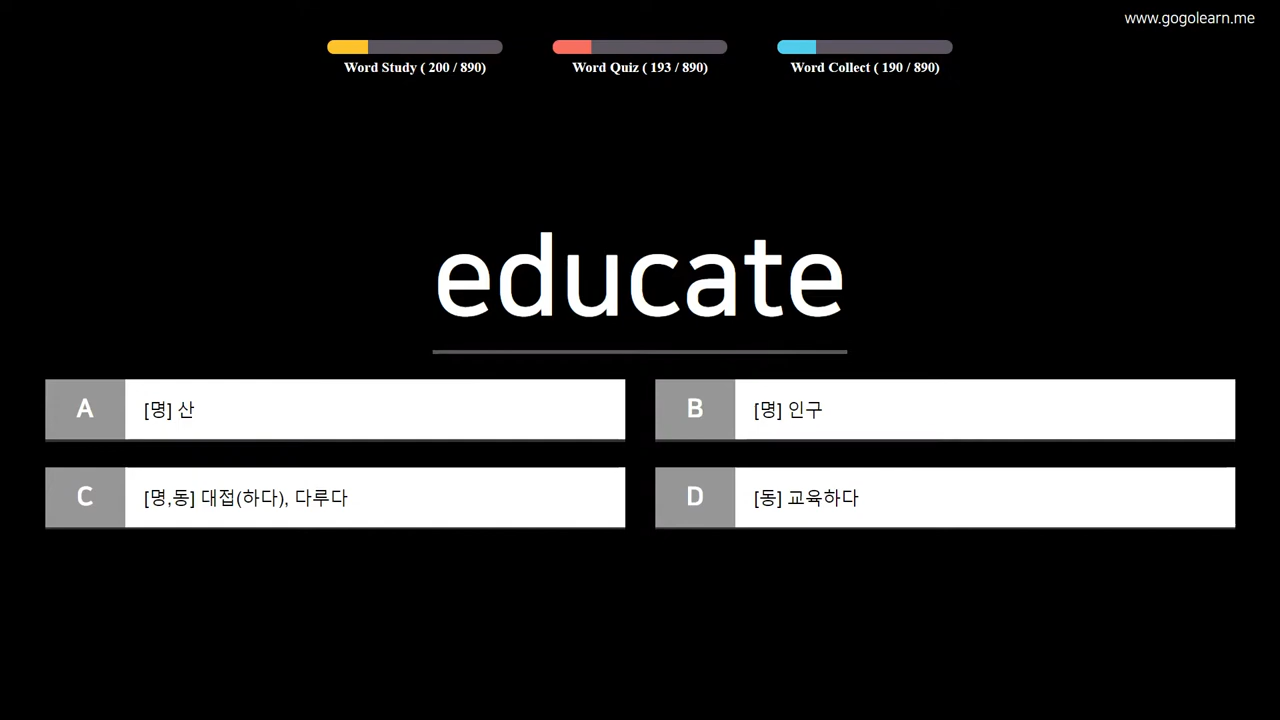 www.gogolearn.me
Word Study ( 200 / 890)
Word Quiz ( 193 / 890)
Word Collect ( 190 / 890)
educate
A [명] 산
B [명] 인구
C [명,동] 대접(하다), 다루다
D [동] 교육하다